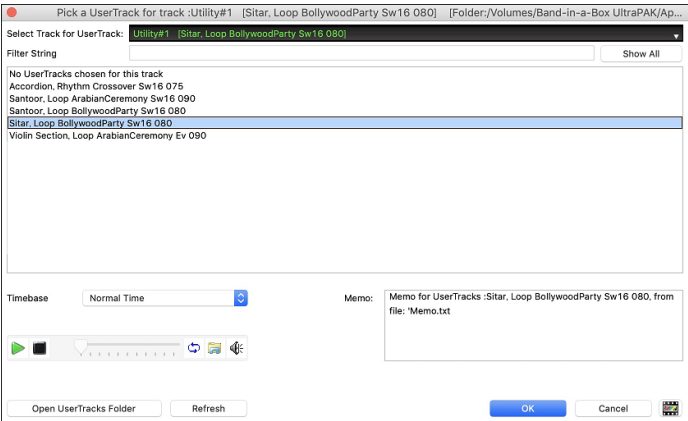 Pick a UserTrack for track :Utility#1 [Sitar, Loop BollywoodParty Sw16 080] [Folder:/Volumes/Band-in-a-Box UltraPAK/Ap...
Select Track for UserTrack: Utility#1 [Sitar, Loop BollywoodParty Sw16 080]
Filter String
Show All
No UserTracks chosen for this track
Accordion, Rhythm Crossover Sw16 075
Santoor, Loop ArabianCeremony Sw16 090
Santoor, Loop BollywoodParty Sw16 080
Sitar, Loop BollywoodParty Sw16 080
Violin Section, Loop ArabianCeremony Ev 090
Timebase Normal Time
Memo: Memo for UserTracks :Sitar, Loop BollywoodParty Sw16 080, from
file: 'Memo.txt
Open UserTracks Folder Refresh OK Cancel